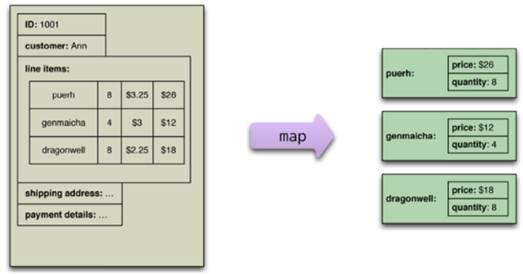 ID: 1001
customer: Ann
line items:
puerh 8 $3.25 $26
genmaicha 4 $3 $12
dragonwell 8 $2.25 $18
shipping address: ...
payment details: ...
map
puerh:
price: $26
quantity: 8
genmaicha:
price: $12
quantity: 4
dragonwell:
price: $18
quantity: 8